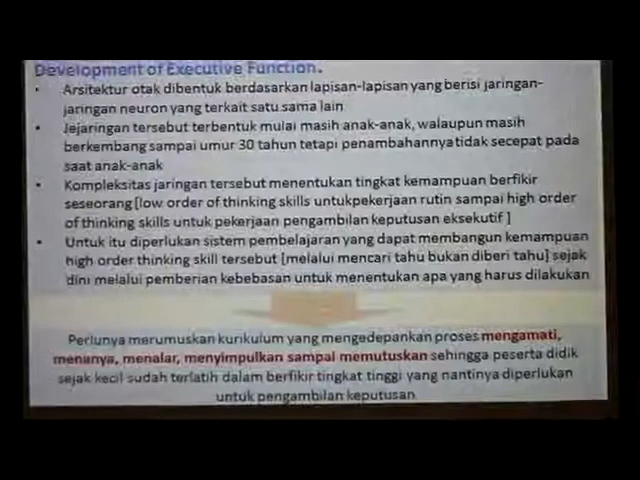 Development of Executive Function.
• Arsitektur otak dibentuk berdasarkan lapisan-lapisan yang berisi jaringan-
jaringan neuron yang terkait satu sama lain
• Jejaringan tersebut terbentuk mulai masih anak-anak, walaupun masih
berkembang sampai umur 30 tahun tetapi penambahannya tidak secepat pada
saat anak-anak
• Kompleksitas jaringan tersebut menentukan tingkat kemampuan berfikir
seseorang [low order of thinking skills untukpekerjaan rutin sampai high order
of thinking skills untuk pekerjaan pengambilan keputusan eksekutif ]
• Untuk itu diperlukan sistem pembelajaran yang dapat membangun kemampuan
high order thinking skill tersebut [melalui mencari tahu bukan diberi tahu] sejak
dini melalui pemberian kebebasan untuk menentukan apa yang harus dilakukan
Perlunya merumuskan kurikulum yang mengedepankan proses mengamati,
menanya, menalar, menyimpulkan sampai memutuskan sehingga peserta didik
sejak kecil sudah terlatih dalam berfikir tingkat tinggi yang nantinya diperlukan
untuk pengambilan keputusan